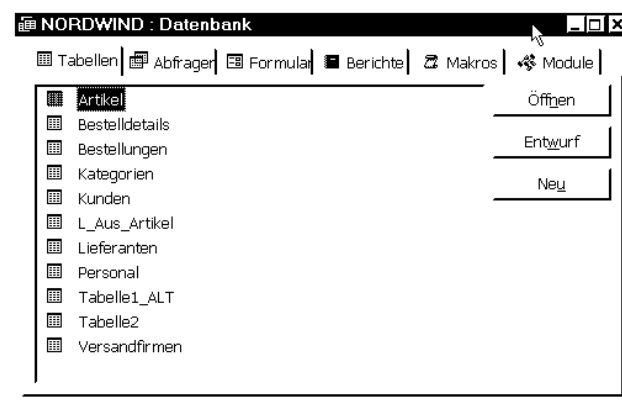 NORDWIND : Datenbank
Tabellen Abfragen Formular Berichte Makros Module
Artikel
Bestelldetails
Bestellungen
Kategorien
Kunden
L_Aus_Artikel
Lieferanten
Personal
Tabelle1_ALT
Tabelle2
Versandfirmen
Öffnen
Entwurf
Neu